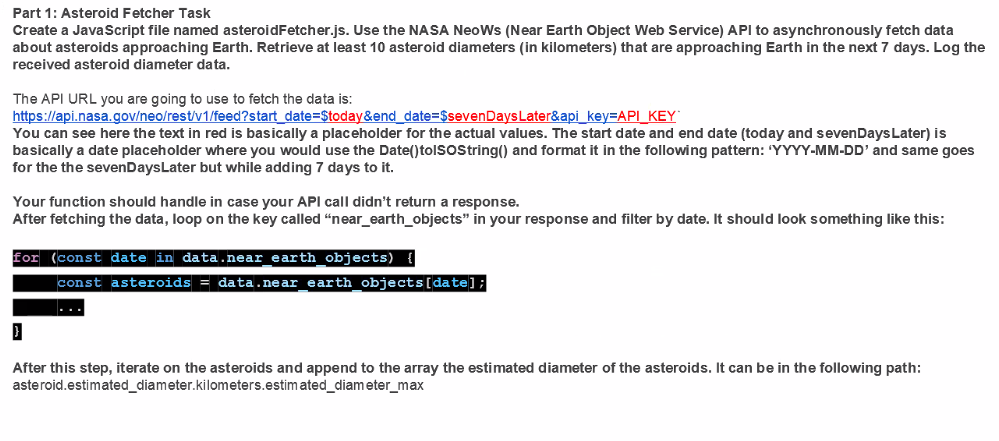 Part 1: Asteroid Fetcher Task
Create a JavaScript file named asteroidFetcher.js. Use the NASA NeoWs (Near Earth Object Web Service) API to asynchronously fetch data
about asteroids approaching Earth. Retrieve at least 10 asteroid diameters (in kilometers) that are approaching Earth in the next 7 days. Log the
received asteroid diameter data.
The API URL you are going to use to fetch the data is:
https://api.nasa.gov/neo/rest/v1/feed?start_date=$today&end_date=$sevenDaysLater&api_key=API_KEY`
You can see here the text in red is basically a placeholder for the actual values. The start date and end date (today and sevenDaysLater) is
basically a date placeholder where you would use the Date()toISOString() and format it in the following pattern: ‘YYYY-MM-DD’ and same goes
for the the sevenDaysLater but while adding 7 days to it.
Your function should handle in case your API call didn’t return a response.
After fetching the data, loop on the key called “near_earth_objects” in your response and filter by date. It should look something like this:
for (const date in data.near_earth_objects) {
const asteroids = data.near_earth_objects[date];
...
}
After this step, iterate on the asteroids and append to the array the estimated diameter of the asteroids. It can be in the following path:
asteroid.estimated_diameter.kilometers.estimated_diameter_max